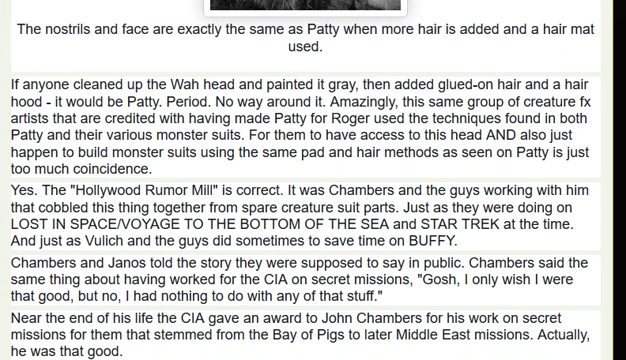 The nostrils and face are exactly the same as Patty when more hair is added and a hair mat
used.
If anyone cleaned up the Wah head and painted it gray, then added glued-on hair and a hair
hood - it would be Patty. Period. No way around it. Amazingly, this same group of creature fx
artists that are credited with having made Patty for Roger used the techniques found in both
Patty and their various monster suits. For them to have access to this head AND also just
happen to build monster suits using the same pad and hair methods as seen on Patty is just
too much coincidence.
Yes. The "Hollywood Rumor Mill" is correct. It was Chambers and the guys working with him
that cobbled this thing together from spare creature suit parts. Just as they were doing on
LOST IN SPACE/VOYAGE TO THE BOTTOM OF THE SEA and STAR TREK at the time.
And just as Vulich and the guys did sometimes to save time on BUFFY.
Chambers and Janos told the story they were supposed to say in public. Chambers said the
same thing about having worked for the CIA on secret missions, "Gosh, I only wish I were
that good, but no, I had nothing to do with any of that stuff."
Near the end of his life the CIA gave an award to John Chambers for his work on secret
missions for them that stemmed from the Bay of Pigs to later Middle East missions. Actually,
he was that good.